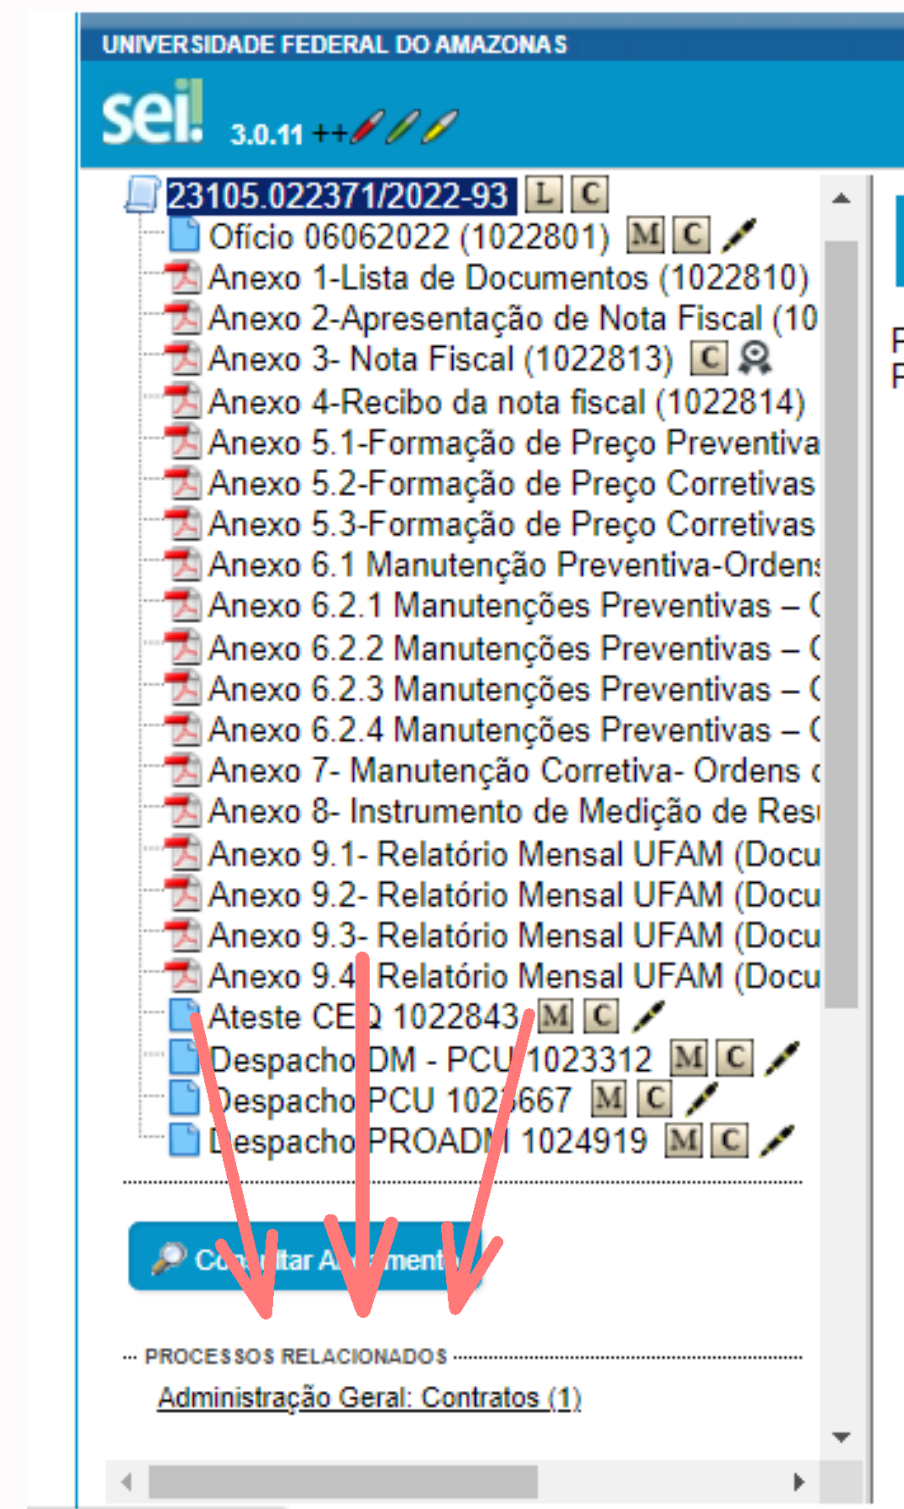 UNIVERSIDADE FEDERAL DO AMAZONAS
sei! 3.0.11 ++
23105.022371/2022-93 L C
Ofício 06062022 (1022801) M C
Anexo 1-Lista de Documentos (1022810)
Anexo 2-Apresentação de Nota Fiscal (10
Anexo 3- Nota Fiscal (1022813) C
Anexo 4-Recibo da nota fiscal (1022814)
Anexo 5.1-Formação de Preço Preventiva
Anexo 5.2-Formação de Preço Corretivas
Anexo 5.3-Formação de Preço Corretivas
Anexo 6.1 Manutenção Preventiva-Ordens
Anexo 6.2.1 Manutenções Preventivas –
Anexo 6.2.2 Manutenções Preventivas –
Anexo 6.2.3 Manutenções Preventivas –
Anexo 6.2.4 Manutenções Preventivas –
Anexo 7- Manutenção Corretiva- Ordens
Anexo 8- Instrumento de Medição de Resu
Anexo 9.1- Relatório Mensal UFAM (Docu
Anexo 9.2- Relatório Mensal UFAM (Docu
Anexo 9.3- Relatório Mensal UFAM (Docu
Anexo 9.4- Relatório Mensal UFAM (Docu
Ateste CEQ 1022843 M C
Despacho DM - PCU 1023312 M C
Despacho PCU 1023667 M C
Despacho PROADM 1024919 M C
Consultar Andamento
PROCESSOS RELACIONADOS
Administração Geral: Contratos (1)